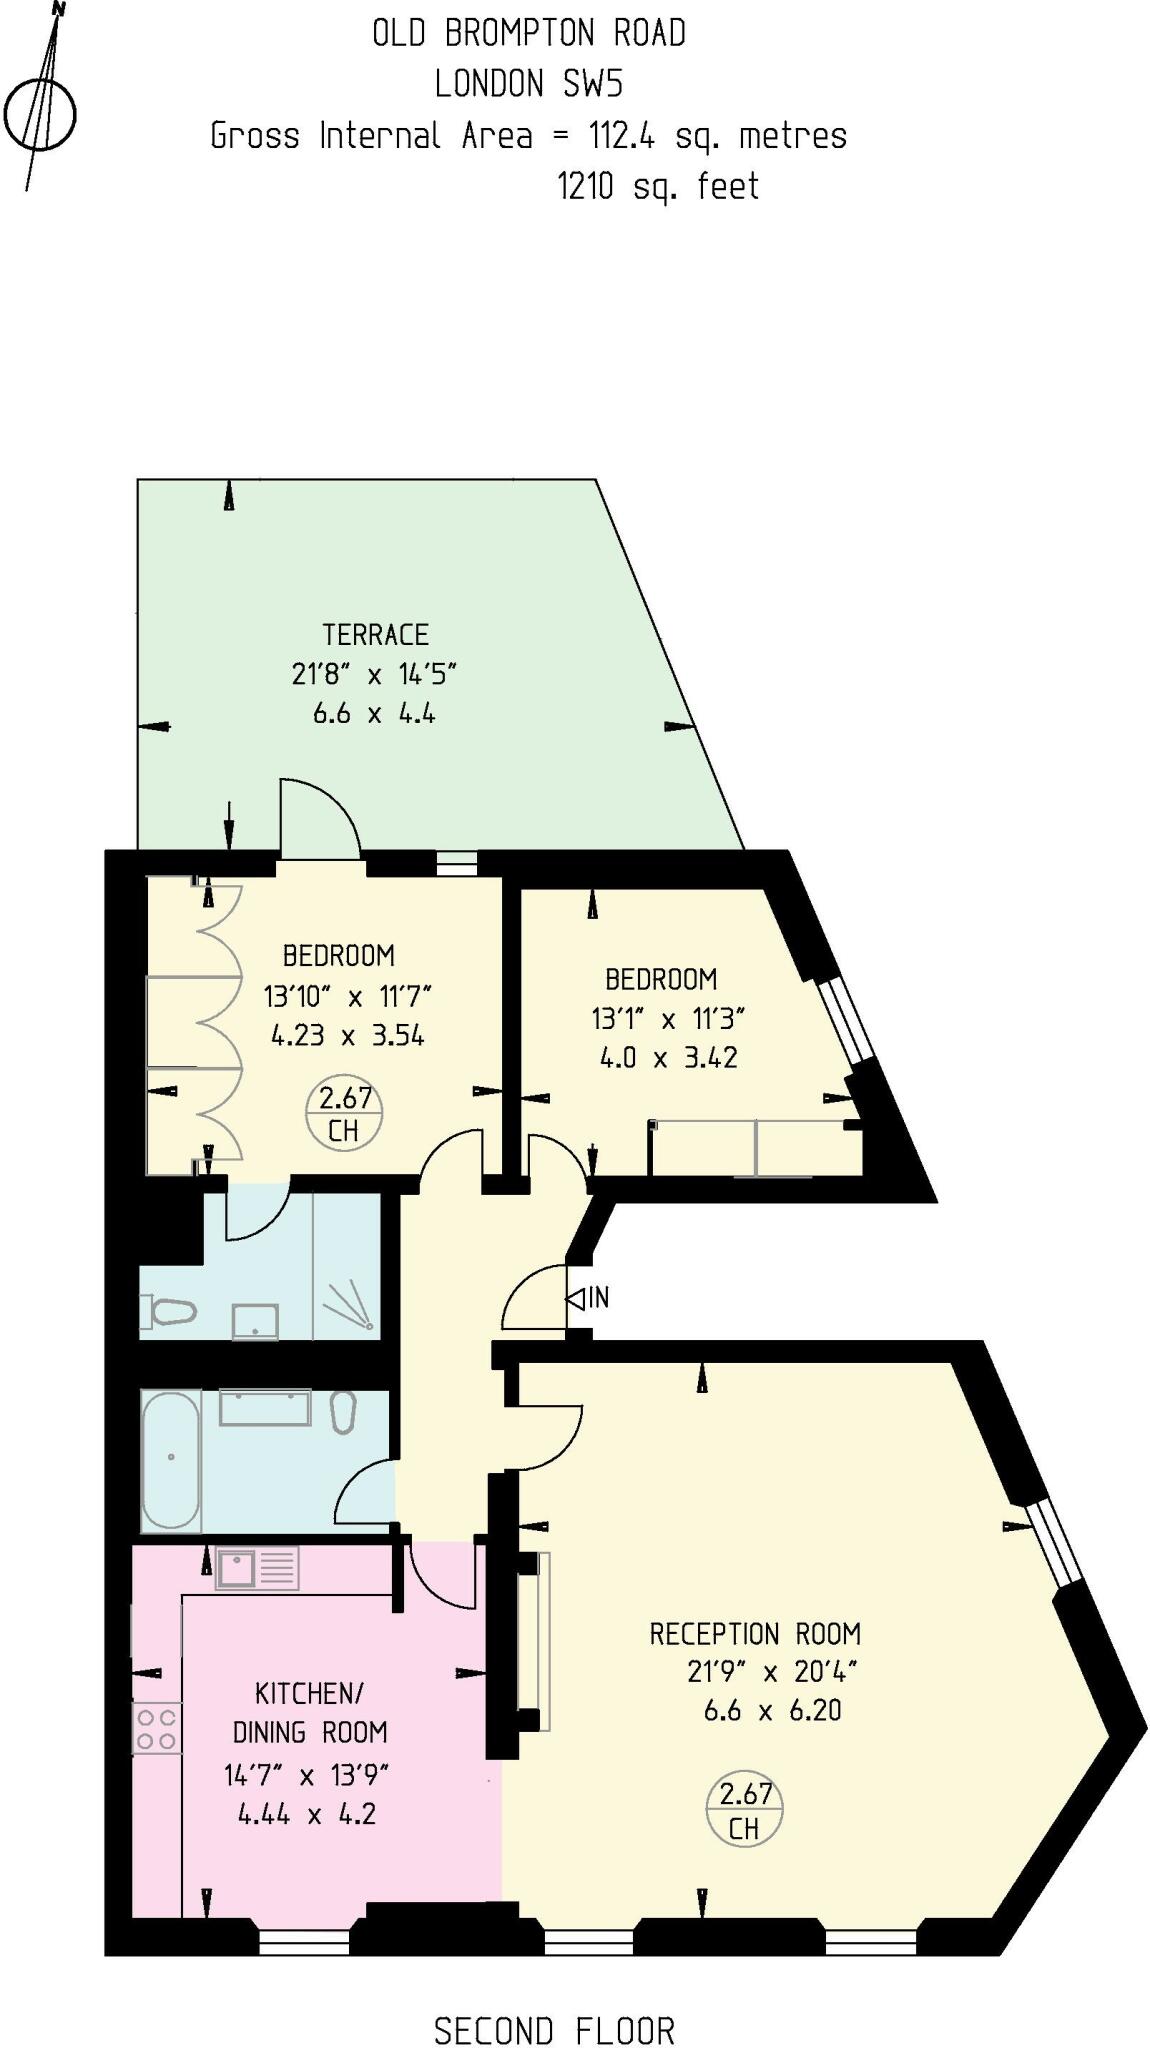 N
OLD BROMPTON ROAD
LONDON SW5
Gross Internal Area = 112.4 sq. metres
1210 sq. feet
TERRACE
21'8" x 14'5"
6.6 x 4.4
BEDROOM
13'10" x 11'7"
4.23 x 3.54
2.67
CH
BEDROOM
13'1" x 11'3"
4.0 x 3.42
IN
RECEPTION ROOM
21'9" x 20'4"
6.6 x 6.20
2.67
CH
KITCHEN/
DINING ROOM
14'7" x 13'9"
4.44 x 4.2
SECOND FLOOR